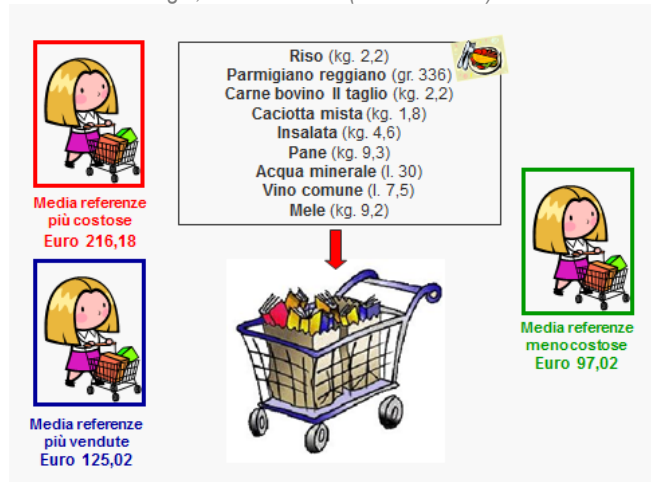 Riso (kg. 2,2)
Parmigiano reggiano (gr. 336)
Carne bovino II taglio (kg. 2,2)
Caciotta mista (kg. 1,8)
Insalata (kg. 4,6)
Pane (kg. 9,3)
Acqua minerale (l. 30)
Vino comune (l. 7,5)
Mele (kg. 9,2)
Media referenze
più costose
Euro 216,18
Media referenze
più vendute
Euro 125,02
Media referenze
menocostose
Euro 97,02